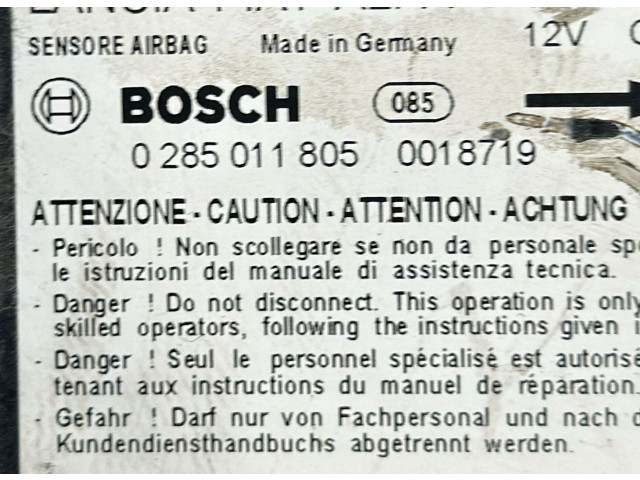 SENSORE AIRBAG Made in Germany 12V
BOSCH 085
0 285 011 805 0018719
ATTENZIONE - CAUTION - ATTENTION - ACHTUNG
- Pericolo ! Non scollegare se non da personale
le istruzioni del manuale di assistenza tecnica.
- Danger ! Do not disconnect. This operation is only
skilled operators, following the instructions given
- Danger ! Seul le personnel spécialisé est autorisé
tenant aux instructions du manuel de réparation.
- Gefahr ! Darf nur von Fachpersonal und nach
Kundendiensthandbuchs abgetrennt werden.